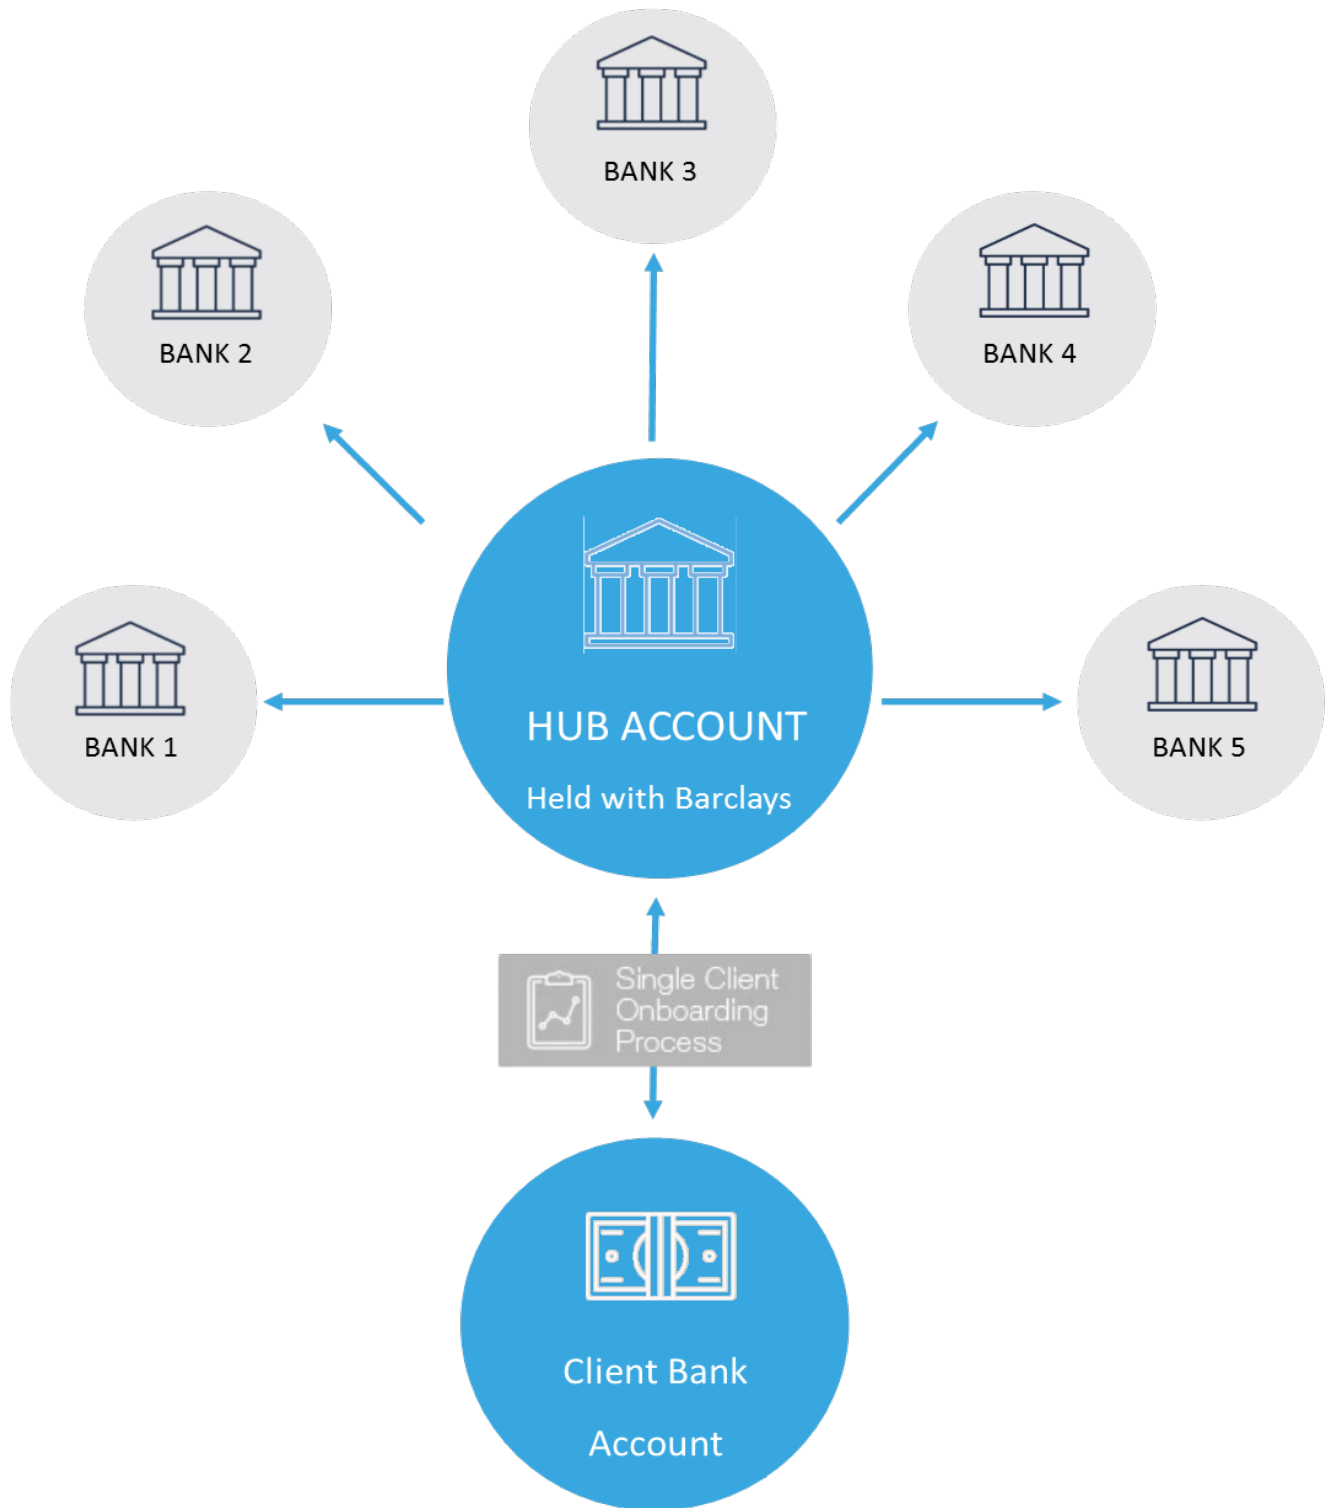 BANK 3
BANK 2
BANK 4
HUB ACCOUNT
Held with Barclays
BANK 1
BANK 5
Single Client
Onboarding
Process
Client Bank
Account